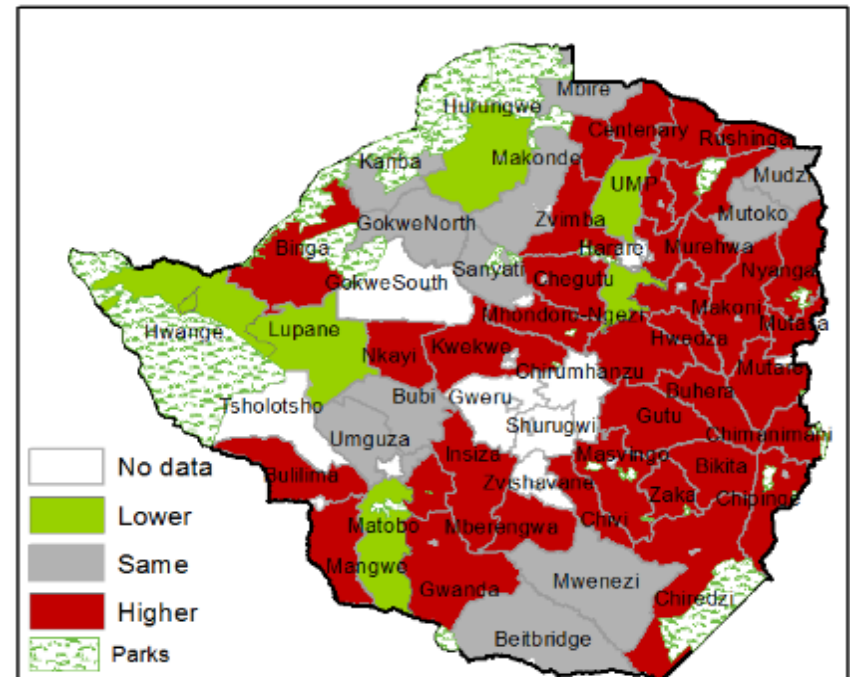 Mbire
Hurungwe
Centenary
Rushinga
Makonde
Kariba
UMP
Mudzi
Mutoko
GokweNorth
Zvimba
Binga
Harare
Murehwa
Sanyati
Nyanga
GokweSouth
Chegutu
Makoni
Mhondoro-Ngezi
Mutasa
Hwange
Lupane
Hwedza
Nkayi
Kwekwe
Chirumhanzu
Mutare
Bubi
Gweru
Buhera
Tsholotsho
Shurugwi
Gutu
Umguza
Chimanimani
Insiza
Masvingo
Bikita
No data
Bulilima
Zvishavane
Zaka
Chipinge
Lower
Matobo
Mberengwa
Chivi
Same
Mangwe
Gwanda
Mwenezi
Chiredzi
Higher
Beitbridge
Parks